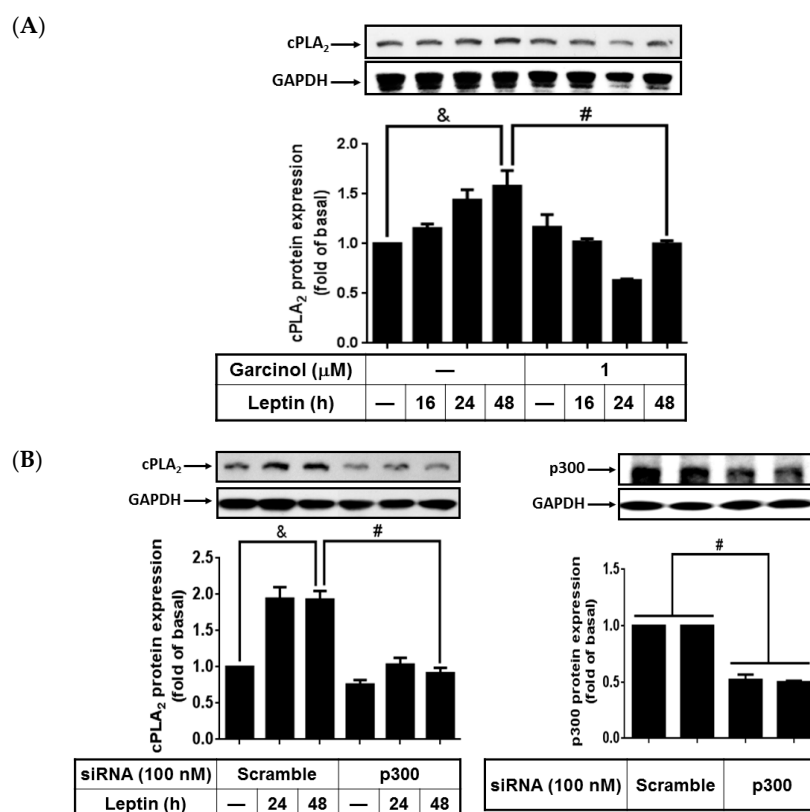 (A)
cPLA2
GAPDH
& #
cPLA2 protein expression
(fold of basal)
2.0
1.5
1.0
0.5
0.0
Garcinol (μM) — 1
Leptin (h) — 16 24 48 — 16 24 48
(B)
cPLA2
GAPDH
& #
cPLA2 protein expression
(fold of basal)
2.5
2.0
1.5
1.0
0.5
0.0
siRNA (100 nM) Scramble p300
Leptin (h) — 24 48 — 24 48
p300
GAPDH
#
p300 protein expression
(fold of basal)
1.5
1.0
0.5
0.0
siRNA (100 nM) Scramble p300